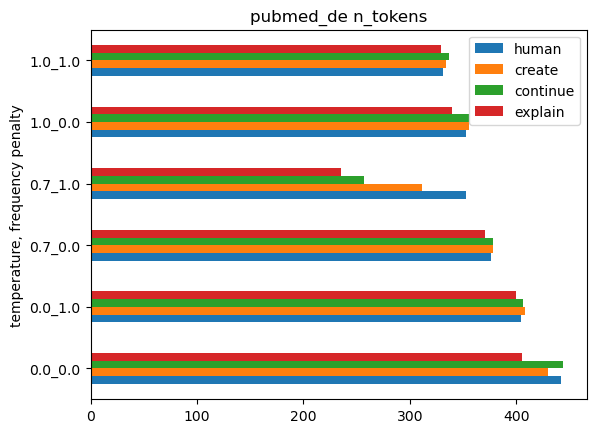 pubmed_de n_tokens
human
create
continue
explain
temperature, frequency penalty
1.0_1.0
1.0_0.0
0.7_1.0
0.7_0.0
0.0_1.0
0.0_0.0
0 100 200 300 400